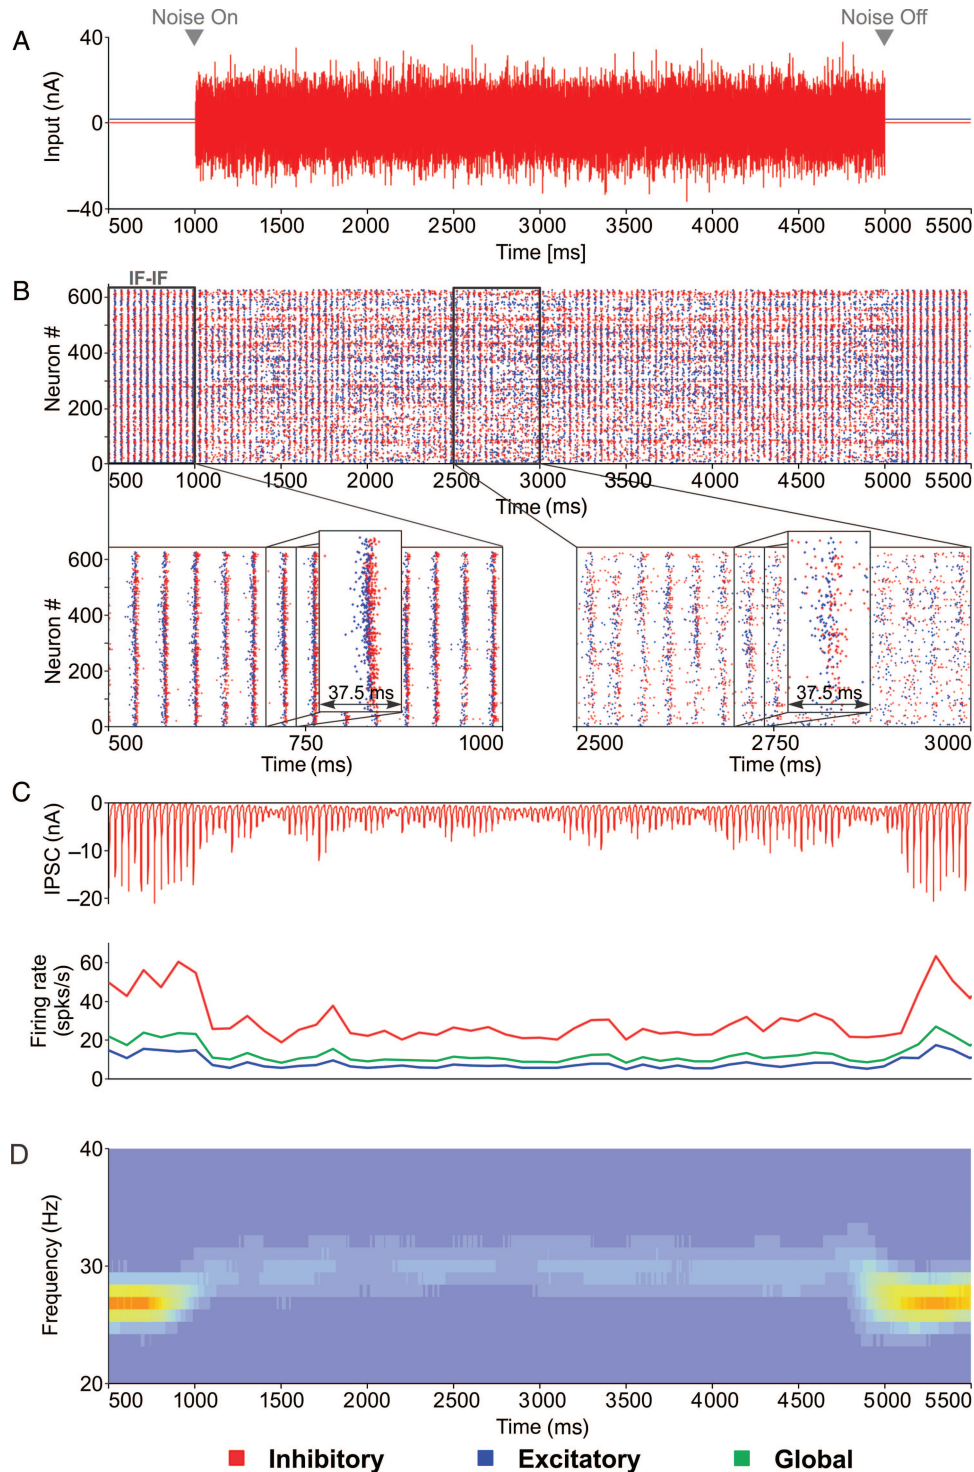 Noise On
Noise Off
A
40
0
−40
Input (nA)
500 1000 1500 2000 2500 3000 3500 4000 4500 5000 5500
Time [ms]
IF-IF
B
600
400
200
0
Neuron #
500 1000 1500 2000 2500 3000 3500 4000 4500 5000 5500
Time (ms)
600
400
200
0
Neuron #
37.5 ms
37.5 ms
500 750 1000
2500 2750 3000
Time (ms)
Time (ms)
C
0
−10
−20
IPSC (nA)
60
40
20
0
Firing rate
(spks/s)
D
40
30
20
Frequency (Hz)
500 1000 1500 2000 2500 3000 3500 4000 4500 5000 5500
Time (ms)
Inhibitory Excitatory Global